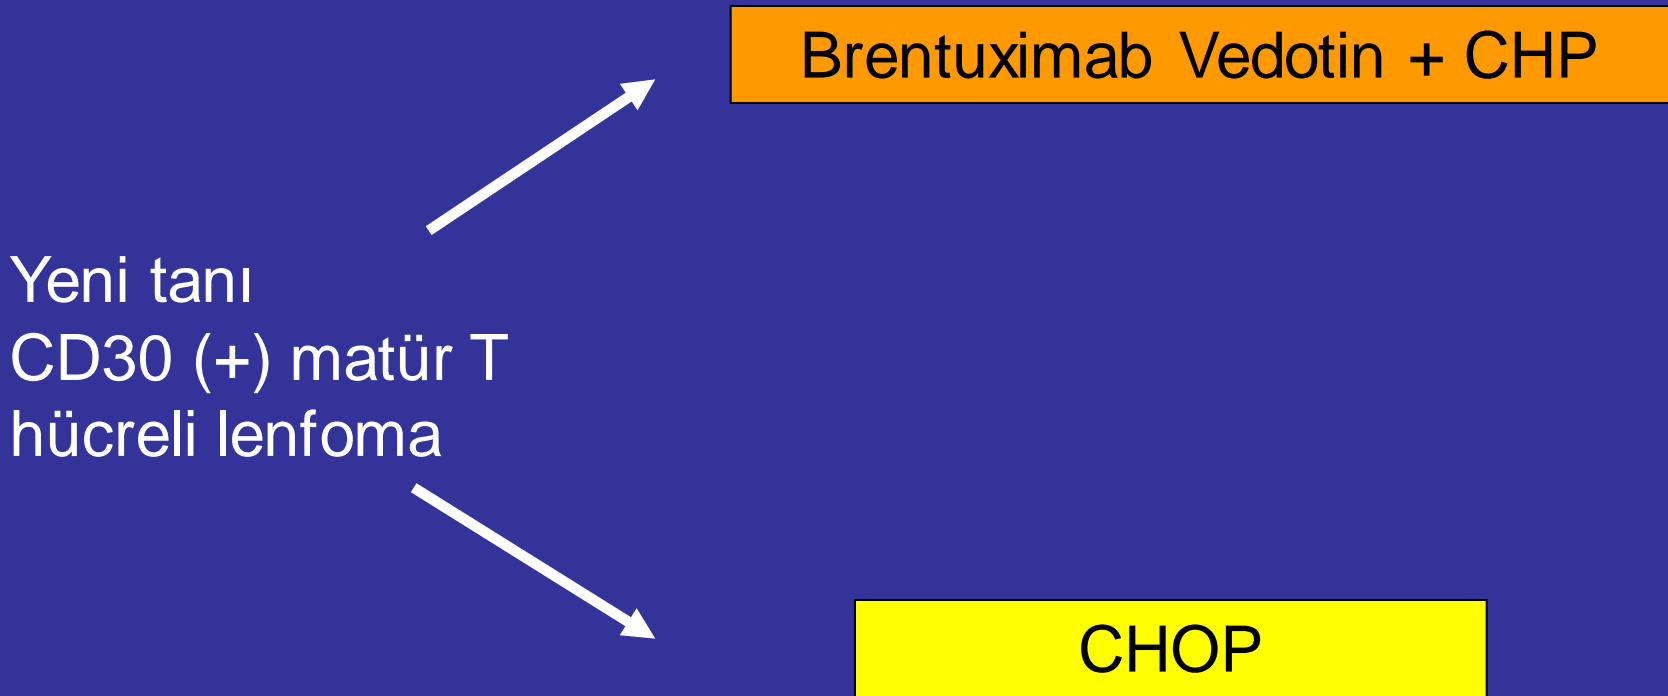 Brentuximab Vedotin + CHP
Yeni tanı
CD30 (+) matür T
hücreli lenfoma
CHOP